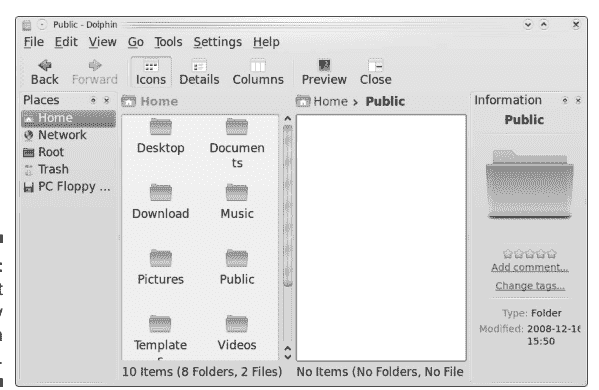 Public - Dolphin
File Edit View Go Tools Settings Help
Back Forward Icons Details Columns Preview Close
Places
Home
Network
Root
Trash
PC Floppy ...
Home
Desktop
Documen
ts
Download
Music
Pictures
Public
Template
Videos
10 Items (8 Folders, 2 Files)
Home > Public
No Items (No Folders, No File
Information
Public
Add comment...
Change tags...
Type: Folder
Modified: 2008-12-16
15:50